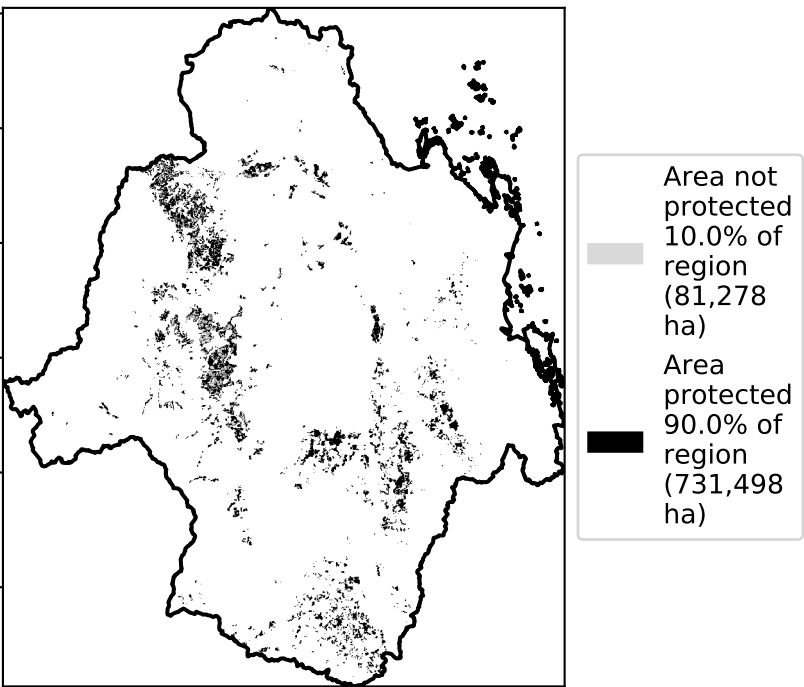 Area not
protected
10.0% of
region
(81,278
ha)
Area
protected
90.0% of
region
(731,498
ha)